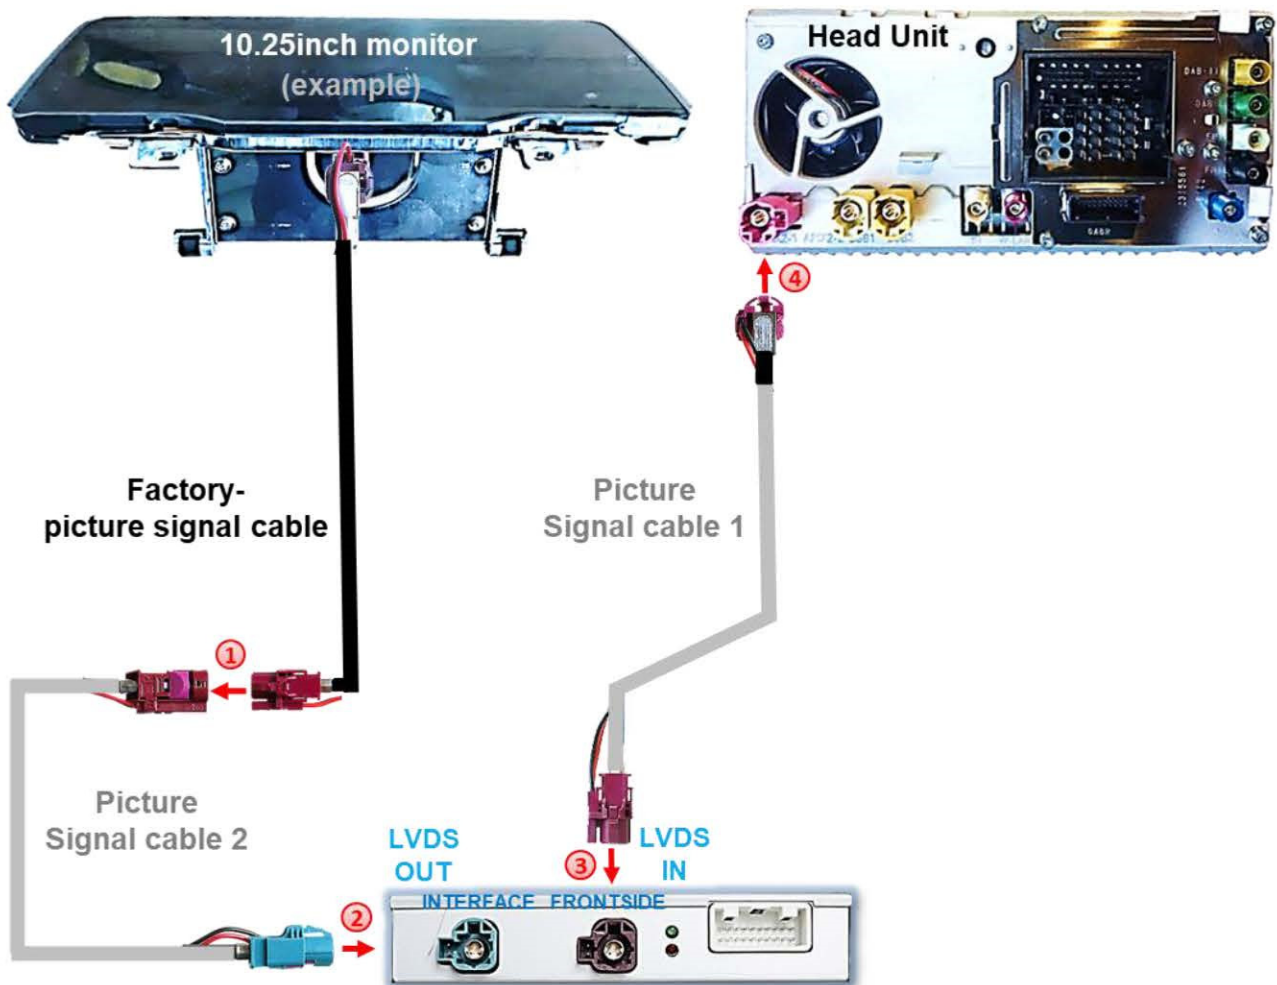 10.25inch monitor
(example)
Head Unit
DAB
4
Factory-
picture signal cable
Picture
Signal cable 1
1
Picture
Signal cable 2
LVDS
OUT
3
LVDS
IN
2
INTERFACE FRONTSIDE